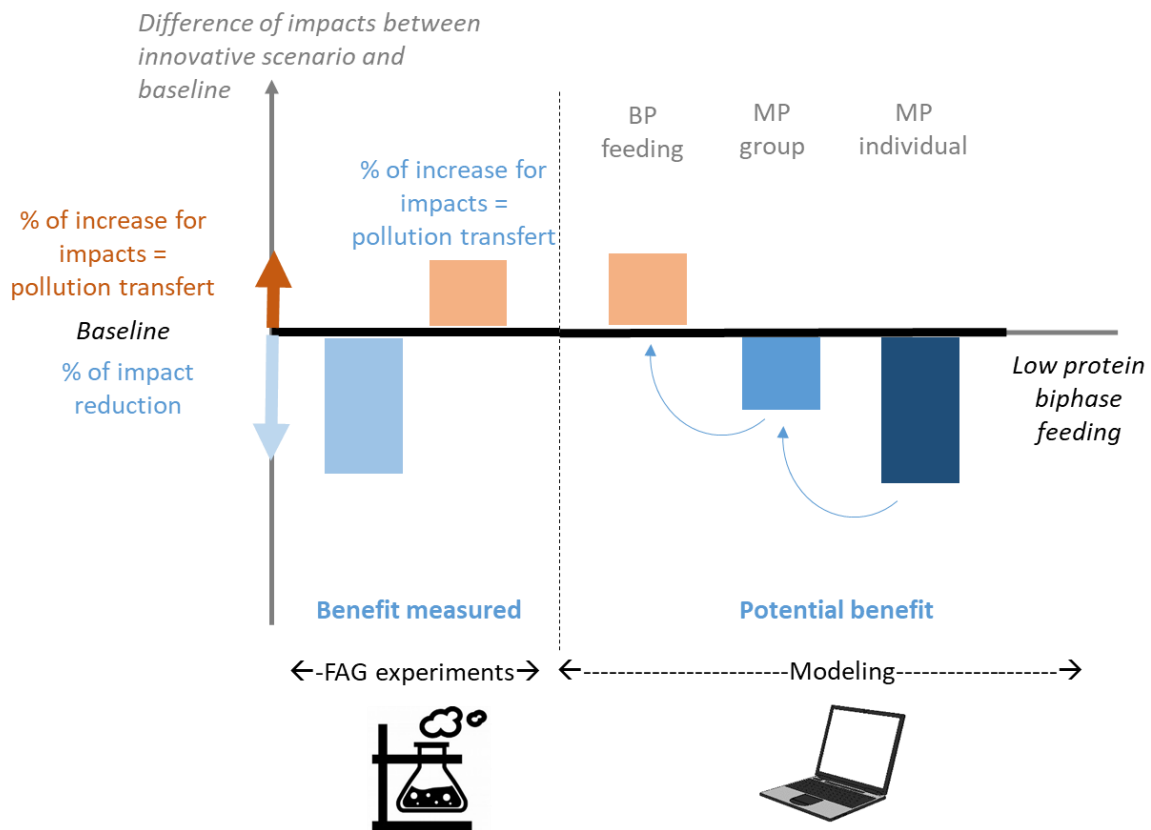 Difference of impacts between
innovative scenario and
baseline
BP
feeding
MP
group
MP
individual
% of increase for
impacts =
pollution transfert
% of increase for
impacts =
pollution transfert
Baseline
% of impact
reduction
Low protein
biphase
feeding
Benefit measured
Potential benefit
←-FAG experiments→
←----------------------Modeling-----------------→